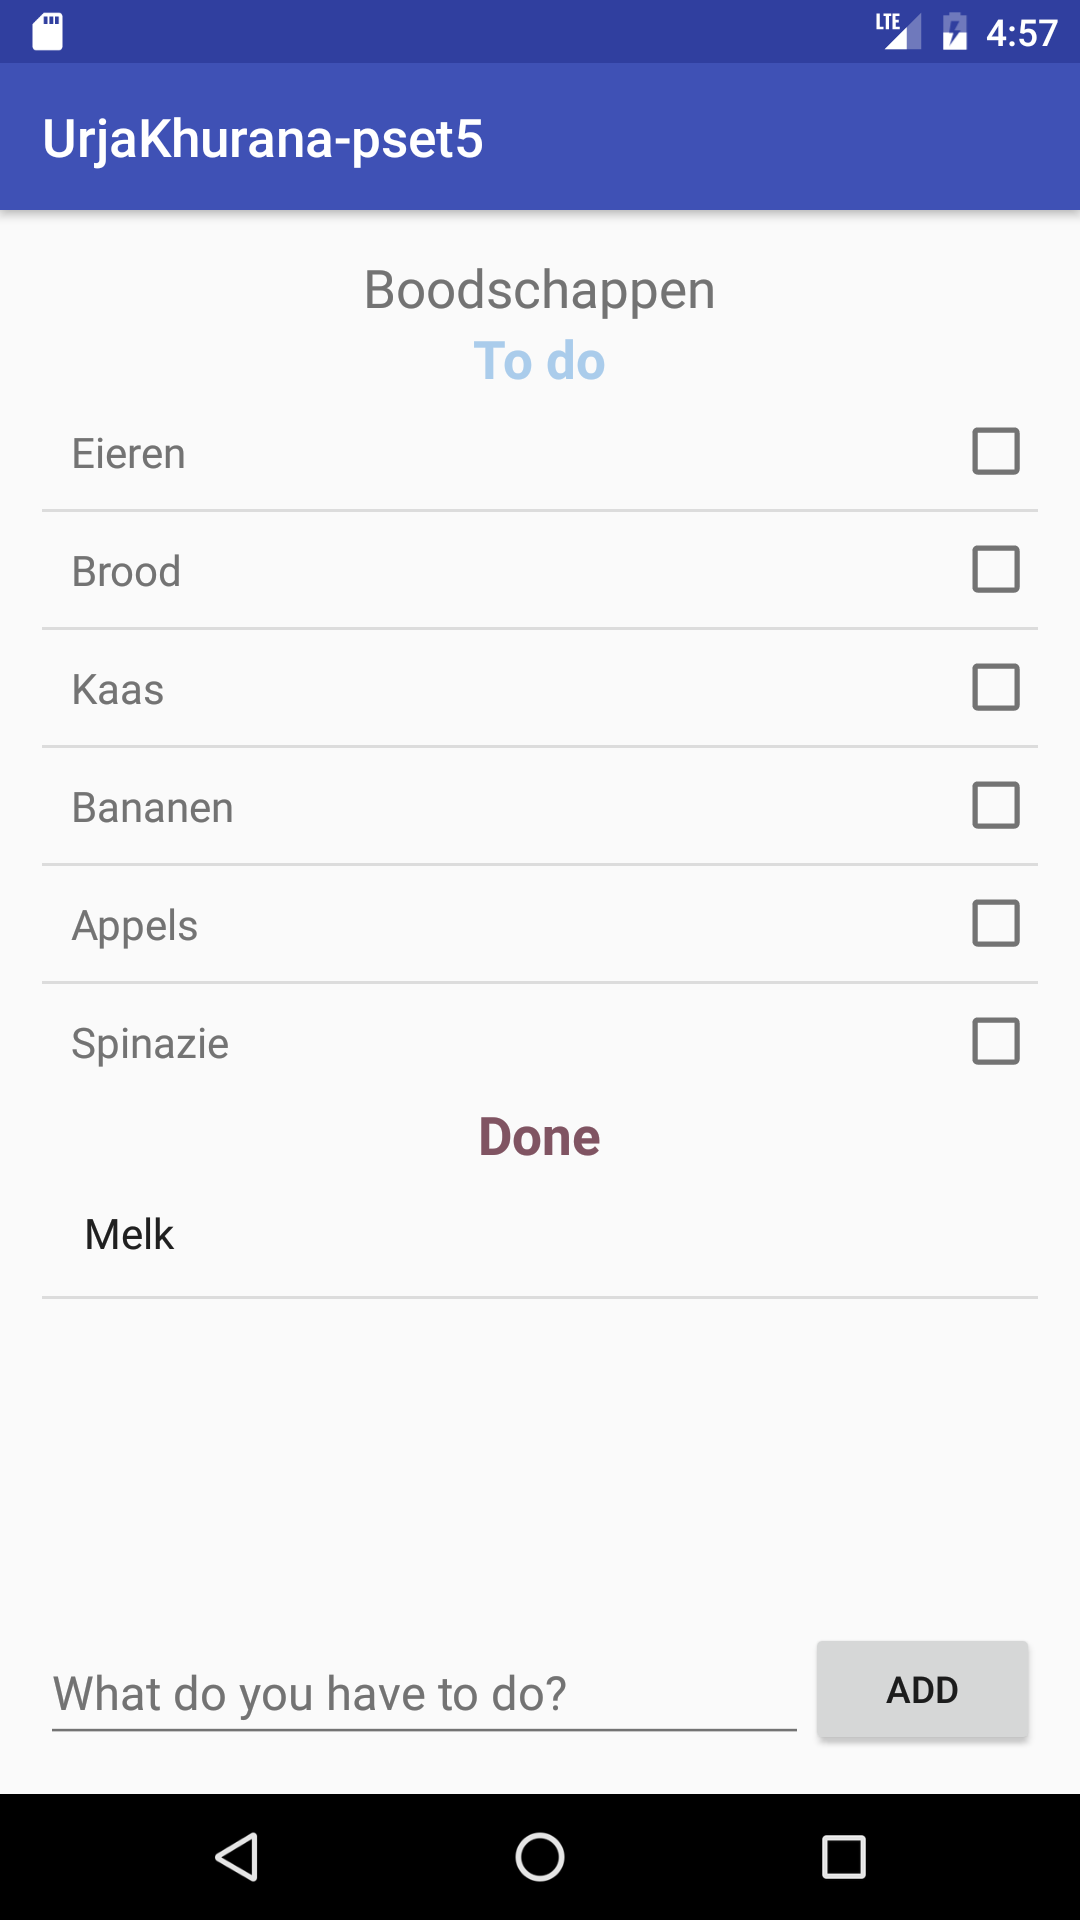 LTE 4:57
UrjaKhurana-pset5
Boodschappen
To do
Eieren
Brood
Kaas
Bananen
Appels
Spinazie
Done
Melk
What do you have to do? ADD